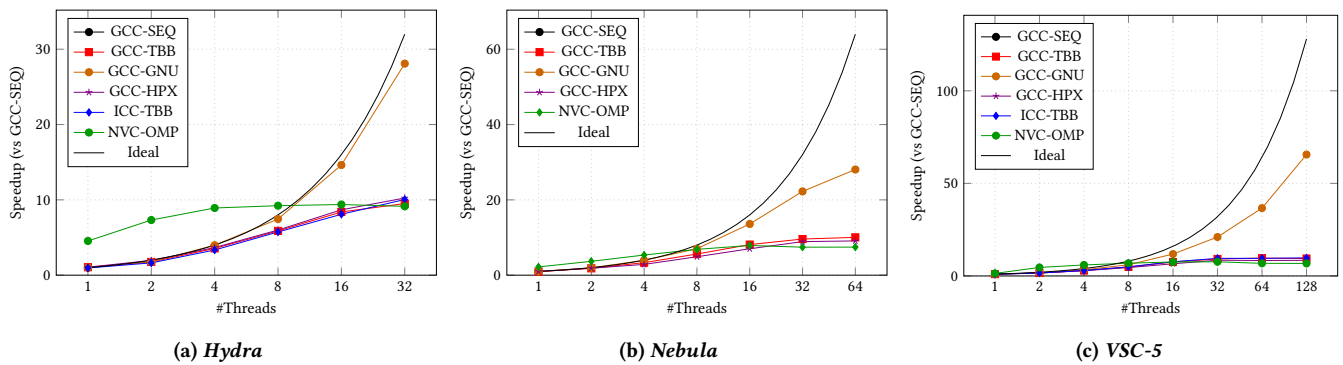 Speedup (vs GCC-SEQ)
30
20
10
0
GCC-SEQ
GCC-TBB
GCC-GNU
GCC-HPX
ICC-TBB
NVC-OMP
Ideal
1 2 4 8 16 32
#Threads
(a) Hydra
Speedup (vs GCC-SEQ)
60
40
20
0
GCC-SEQ
GCC-TBB
GCC-GNU
GCC-HPX
NVC-OMP
Ideal
1 2 4 8 16 32 64
#Threads
(b) Nebula
Speedup (vs GCC-SEQ)
100
50
0
GCC-SEQ
GCC-TBB
GCC-GNU
GCC-HPX
ICC-TBB
NVC-OMP
Ideal
1 2 4 8 16 32 64 128
#Threads
(c) VSC-5